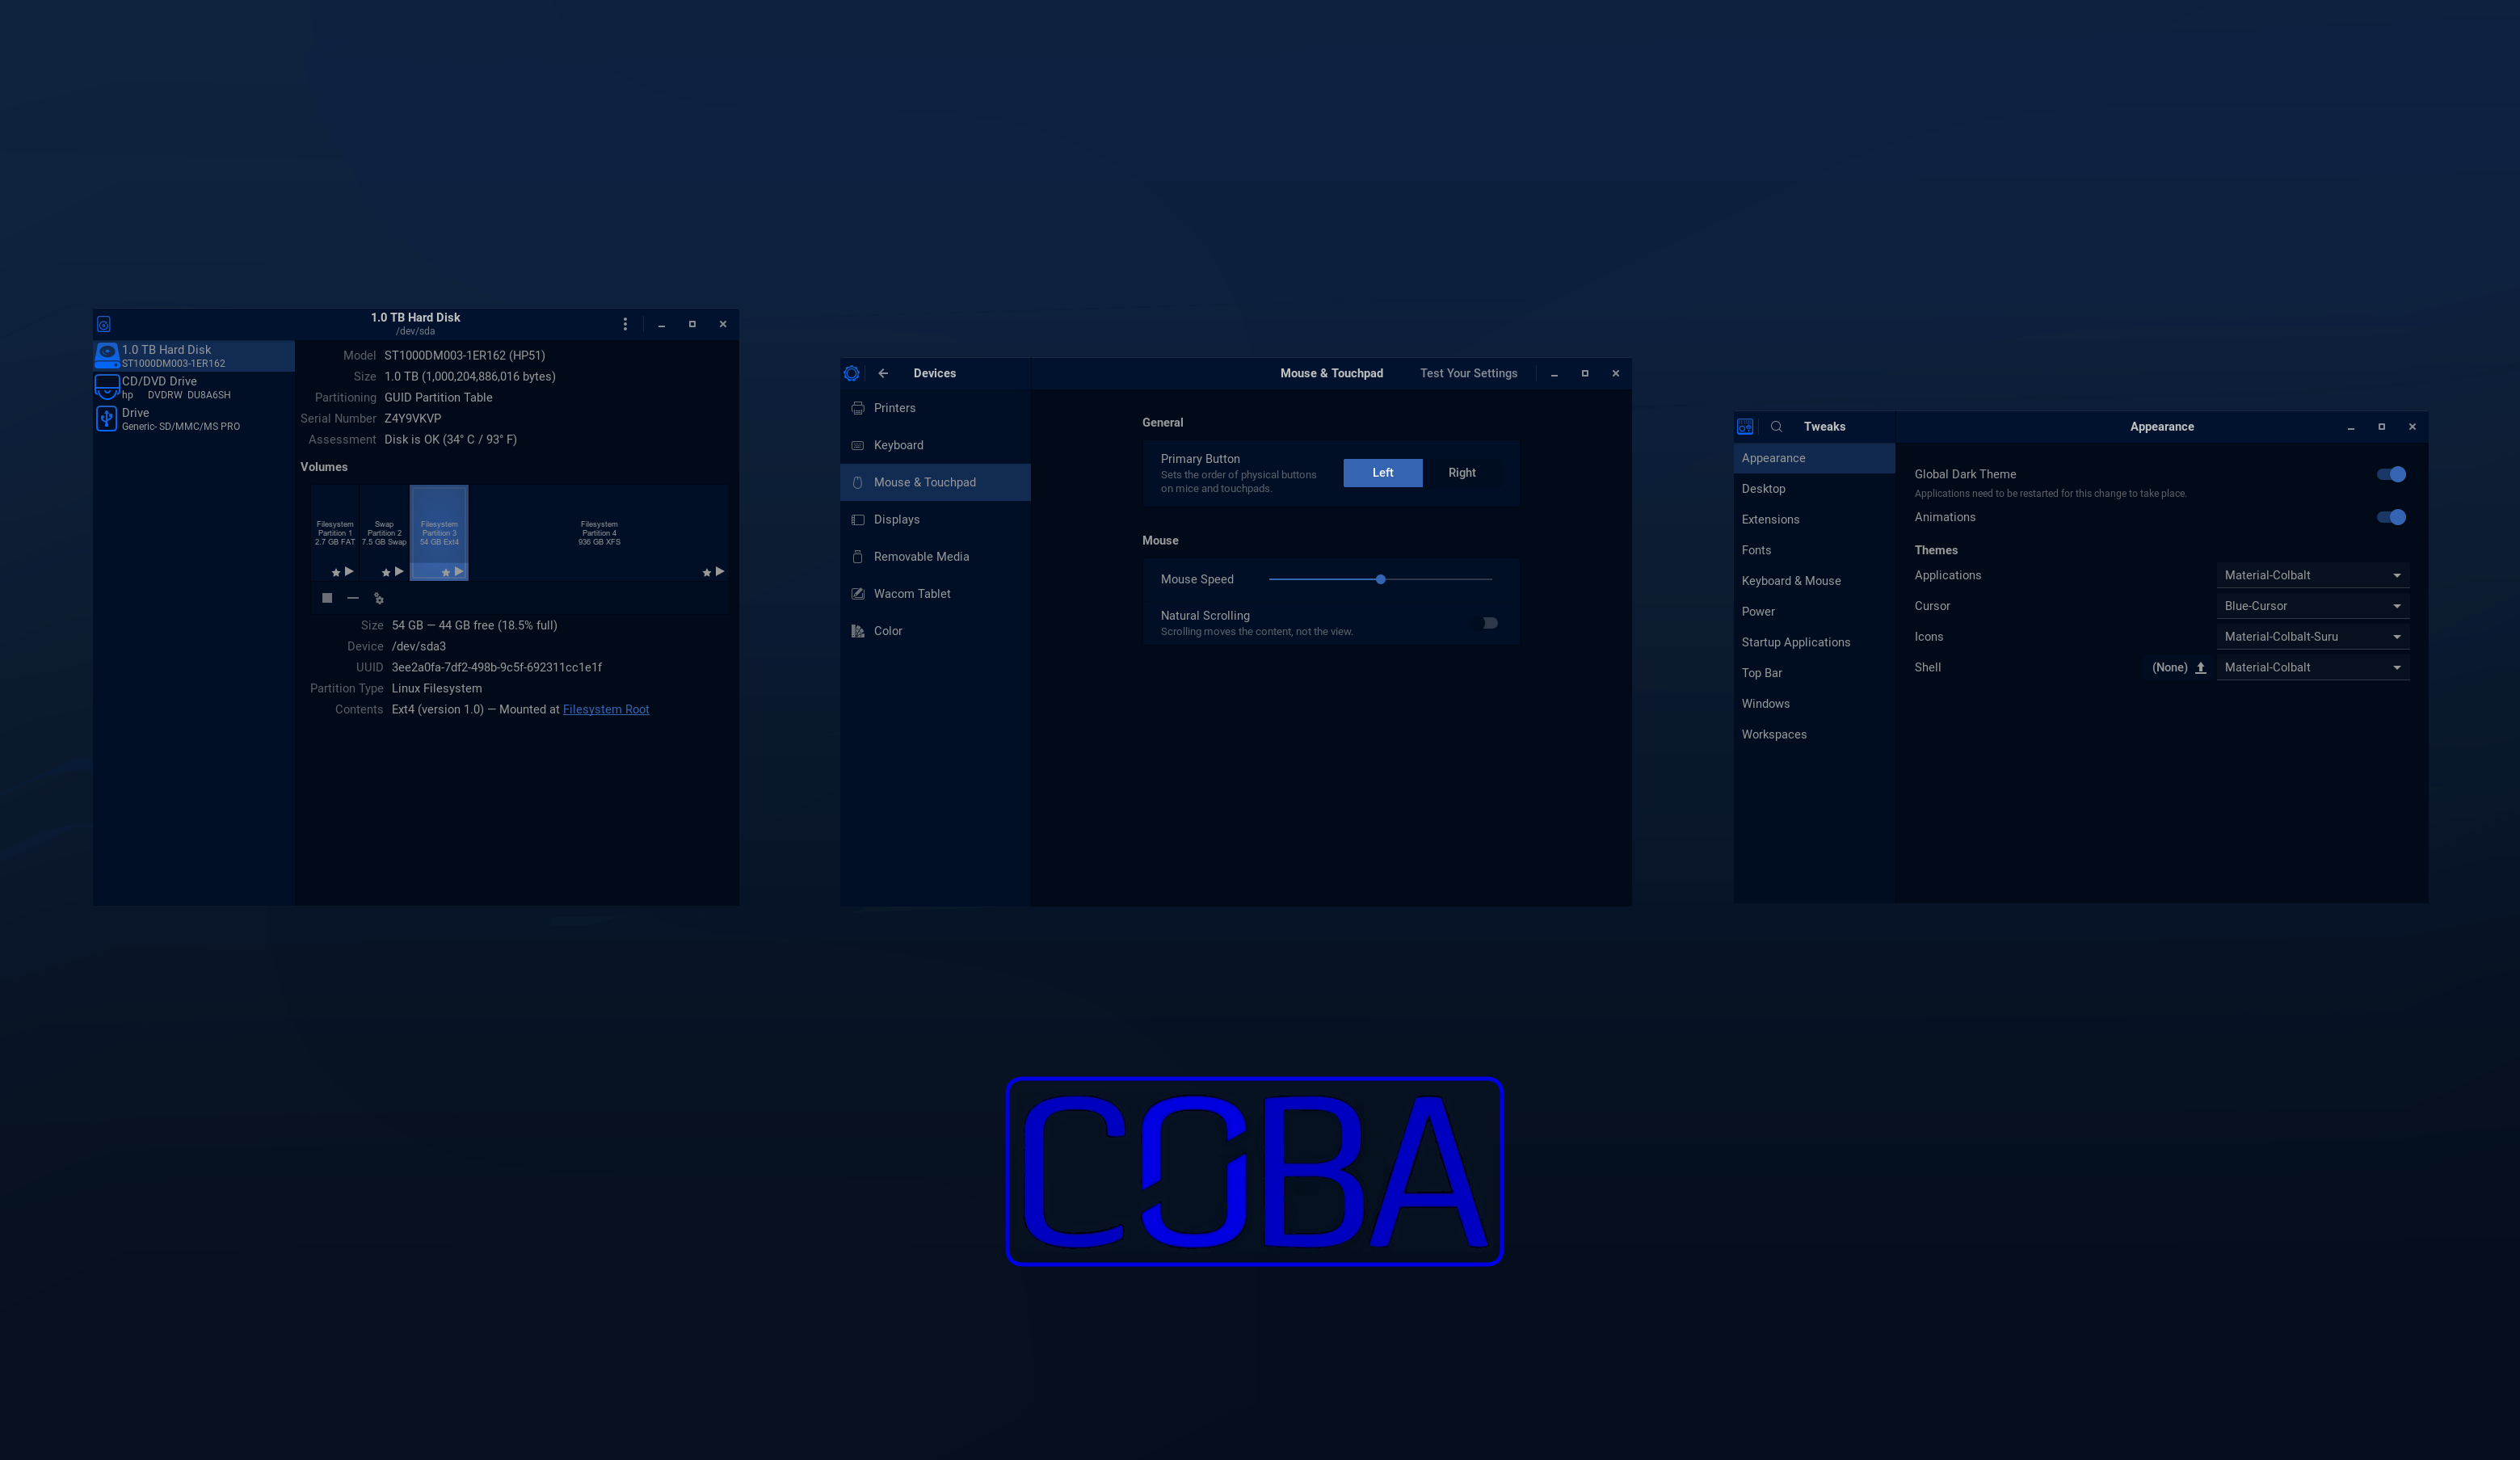 1.0 TB Hard Disk
/dev/sda
1.0 TB Hard Disk
ST1000DM003-1ER162
CD/DVD Drive
hp DVDRW DU8A6SH
Drive
Generic- SD/MMC/MS PRO
Model ST1000DM003-1ER162 (HP51)
Size 1.0 TB (1,000,204,886,016 bytes)
Partitioning GUID Partition Table
Serial Number Z4Y9VKVP
Assessment Disk is OK (34° C / 93° F)
Volumes
Filesystem
Partition 1
2.7 GB FAT
Swap
Partition 2
7.5 GB Swap
Filesystem
Partition 3
54 GB Ext4
Filesystem
Partition 4
936 GB XFS
Size 54 GB — 44 GB free (18.5% full)
Device /dev/sda3
UUID 3ee2a0fa-7df2-498b-9c5f-692311cc1e1f
Partition Type Linux Filesystem
Contents Ext4 (version 1.0) — Mounted at Filesystem Root
Devices
Mouse & Touchpad
Test Your Settings
Printers
Keyboard
Mouse & Touchpad
Displays
Removable Media
Wacom Tablet
Color
General
Primary Button
Sets the order of physical buttons
on mice and touchpads.
Left Right
Mouse
Mouse Speed
Natural Scrolling
Scrolling moves the content, not the view.
Tweaks
Appearance
Appearance
Desktop
Extensions
Fonts
Keyboard & Mouse
Power
Startup Applications
Top Bar
Windows
Workspaces
Global Dark Theme
Applications need to be restarted for this change to take place.
Animations
Themes
Applications Material-Colbalt
Cursor Blue-Cursor
Icons Material-Colbalt-Suru
Shell (None) Material-Colbalt
COBA